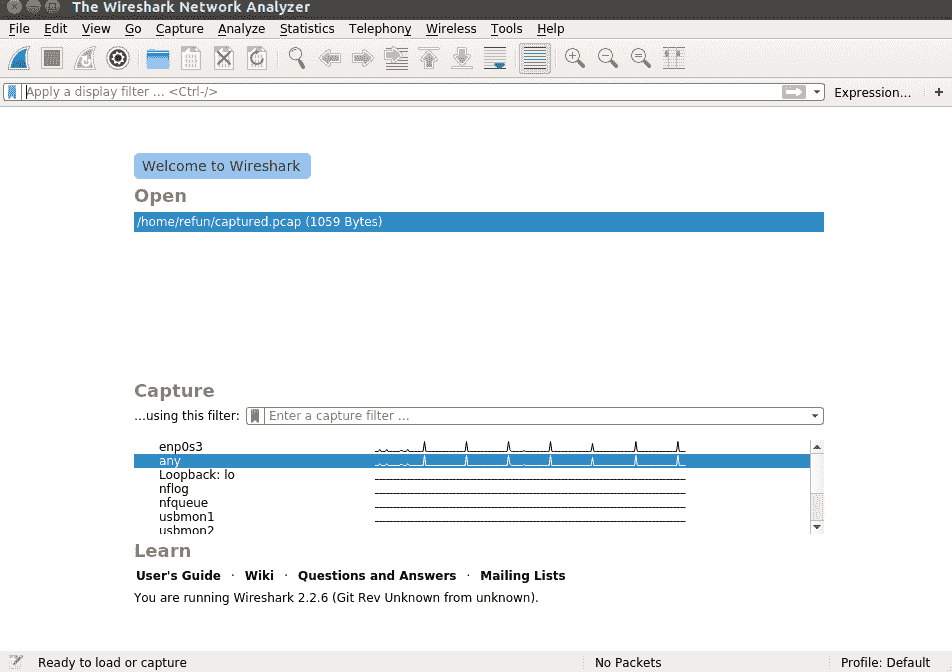 The Wireshark Network Analyzer
File Edit View Go Capture Analyze Statistics Telephony Wireless Tools Help
Apply a display filter ... <Ctrl-/> Expression... +
Welcome to Wireshark
Open
/home/refun/captured.pcap (1059 Bytes)
Capture
...using this filter: Enter a capture filter ...
enp0s3
any
Loopback: lo
nflog
nfqueue
usbmon1
usbmon2
Learn
User's Guide · Wiki · Questions and Answers · Mailing Lists
You are running Wireshark 2.2.6 (Git Rev Unknown from unknown).
Ready to load or capture No Packets Profile: Default